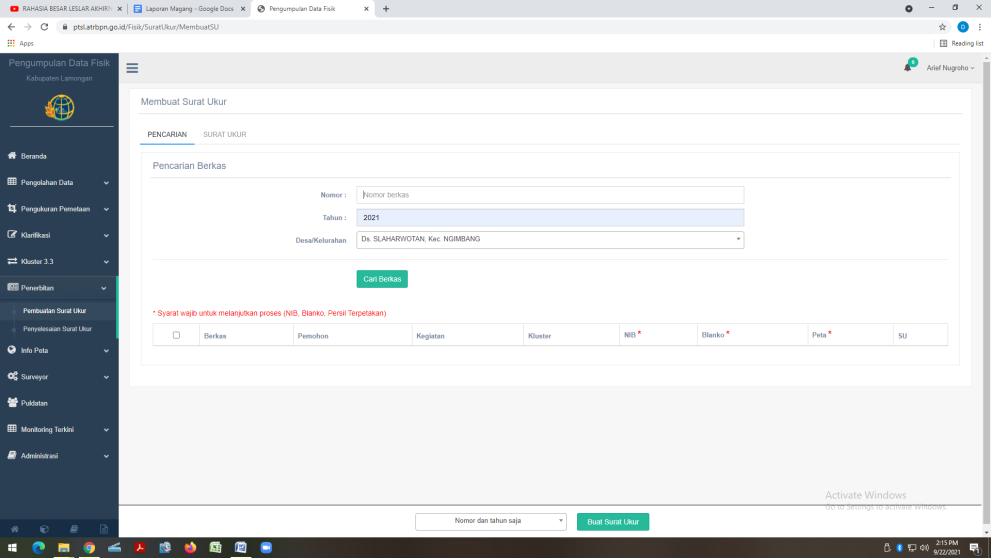 RAHASIA BESAR LESLAR AKHIRN
Laporan Magang - Google Docs
Pengumpulan Data Fisik
ptsl.atrbpn.go.id/Fisik/SuratUkur/MembuatSU
Apps
Reading list
Pengumpulan Data Fisik
Kabupaten Lamongan
Beranda
Pengolahan Data
Pengukuran Pemetaan
Klarifikasi
Kluster 3.3
Penerbitan
Pembuatan Surat Ukur
Penyelesaian Surat Ukur
Info Peta
Surveyor
Puldatan
Monitoring Terkini
Administrasi
Arief Nugroho
Membuat Surat Ukur
PENCARIAN SURAT UKUR
Pencarian Berkas
Nomor : Nomor berkas
Tahun : 2021
Desa/Kelurahan Ds. SLAHARWOTAN, Kec. NGIMBANG
Cari Berkas
* Syarat wajib untuk melanjutkan proses (NIB, Blanko, Persil Terpetakan)
Berkas Pemohon Kegiatan Kluster NIB * Blanko * Peta * SU
Activate Windows
Go to Settings to activate Windows.
Nomor dan tahun saja Buat Surat Ukur
2:15 PM
9/22/2021